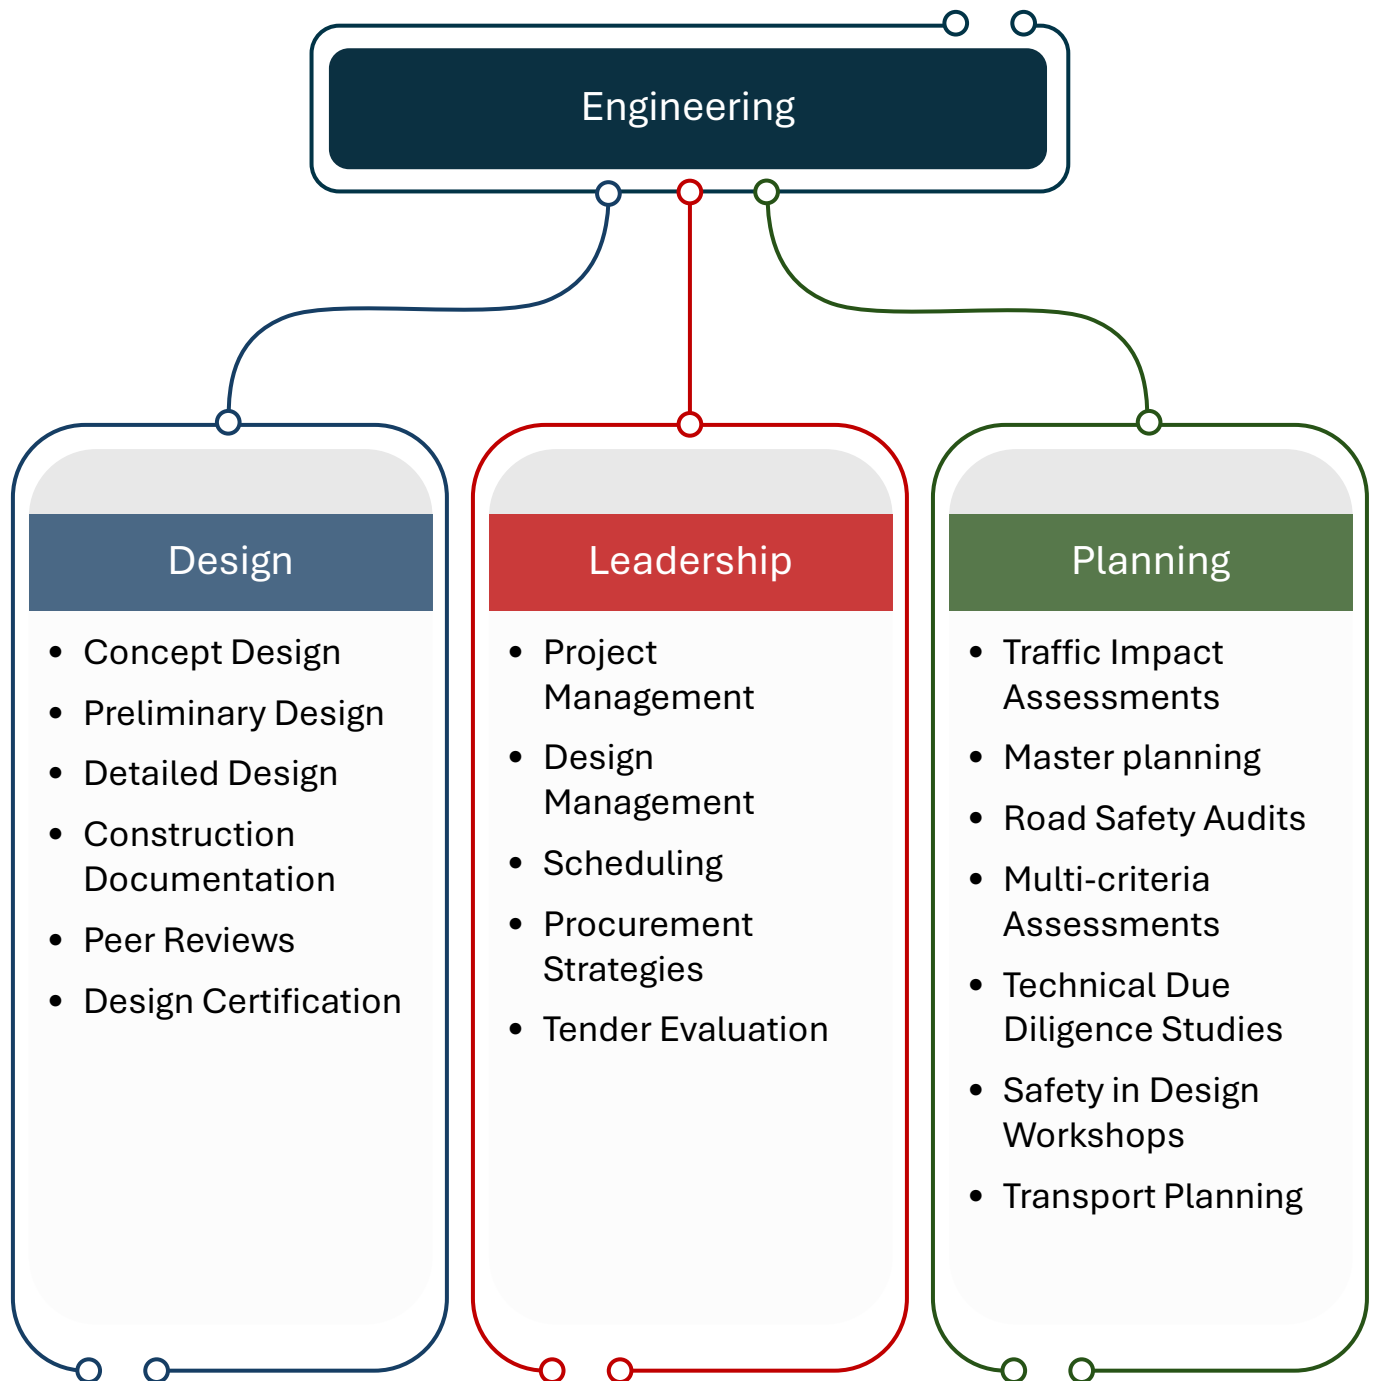 Engineering
Design
• Concept Design
• Preliminary Design
• Detailed Design
• Construction
Documentation
• Peer Reviews
• Design Certification
Leadership
• Project
Management
• Design
Management
• Scheduling
• Procurement
Strategies
• Tender Evaluation
Planning
• Traffic Impact
Assessments
• Master planning
• Road Safety Audits
• Multi-criteria
Assessments
• Technical Due
Diligence Studies
• Safety in Design
Workshops
• Transport Planning